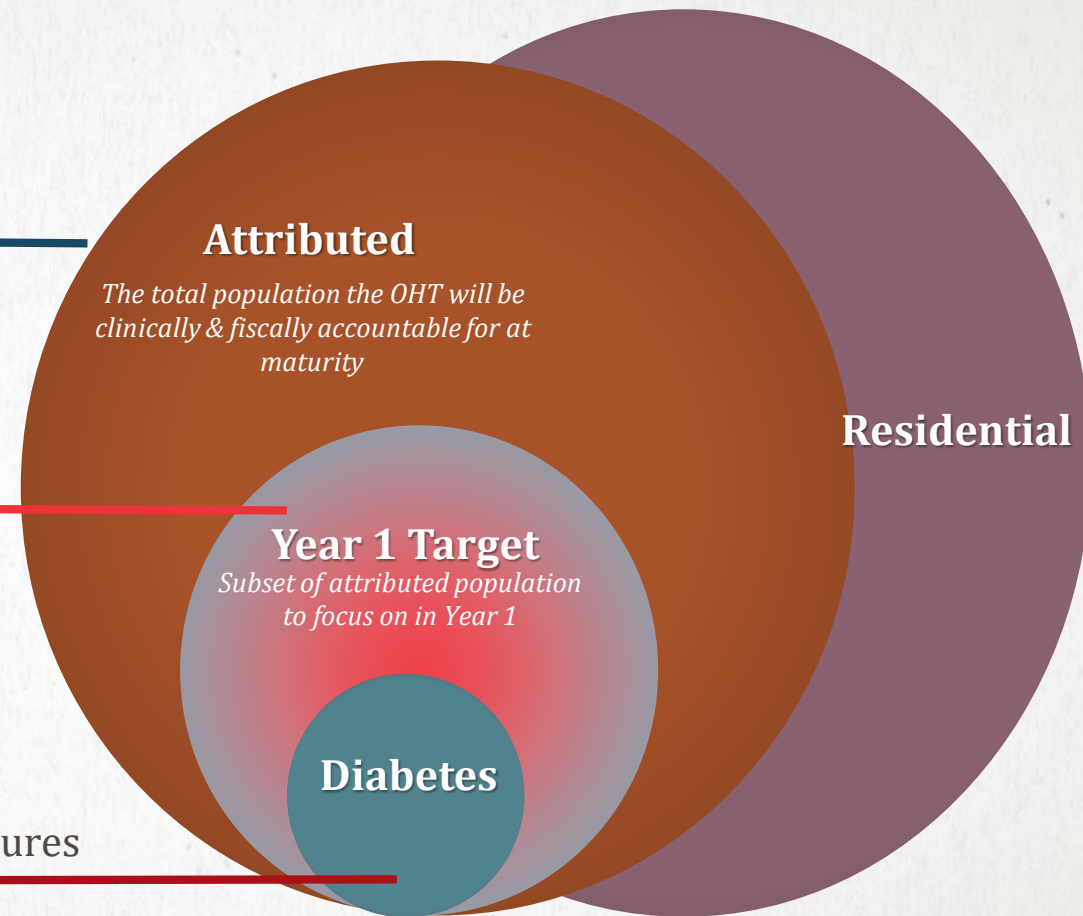 Attributed
The total population the OHT will be
clinically & fiscally accountable for at
maturity
Residential
Year 1 Target
Subset of attributed population
to focus on in Year 1
Diabetes
ures